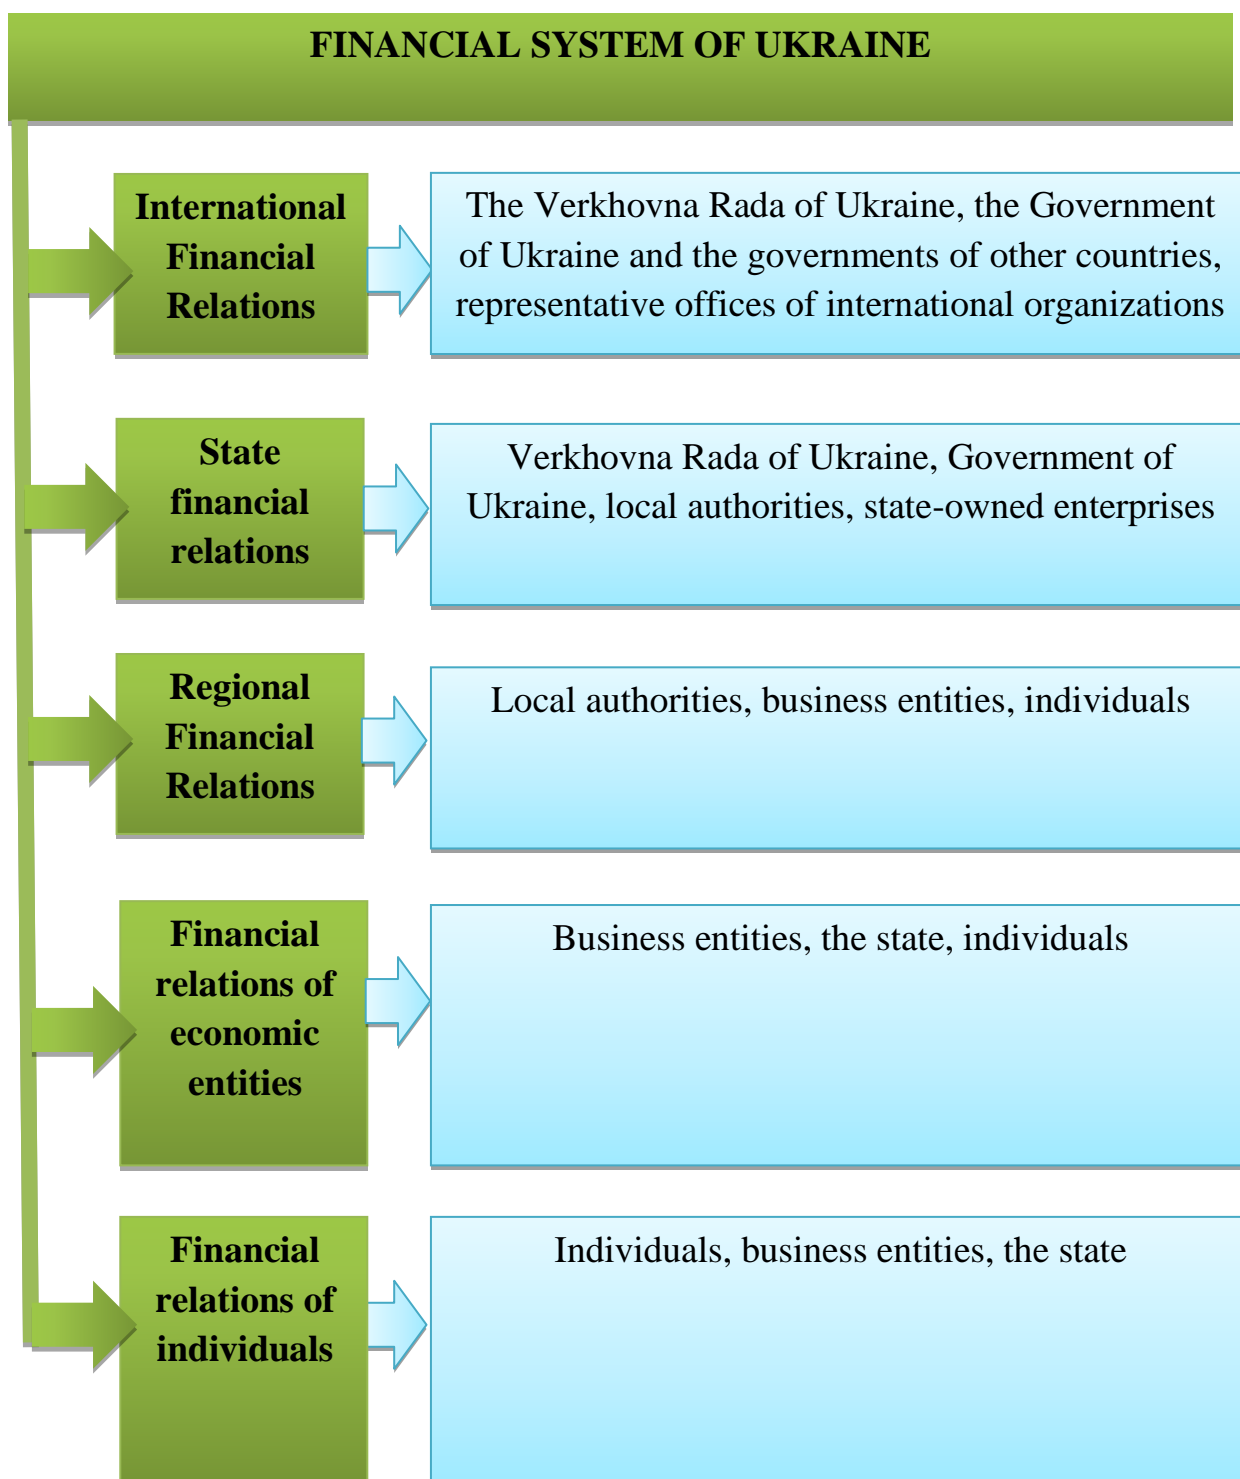 FINANCIAL SYSTEM OF UKRAINE
International
Financial
Relations
The Verkhovna Rada of Ukraine, the Government
of Ukraine and the governments of other countries,
representative offices of international organizations
State
financial
relations
Verkhovna Rada of Ukraine, Government of
Ukraine, local authorities, state-owned enterprises
Regional
Financial
Relations
Local authorities, business entities, individuals
Financial
relations of
economic
entities
Business entities, the state, individuals
Financial
relations of
individuals
Individuals, business entities, the state